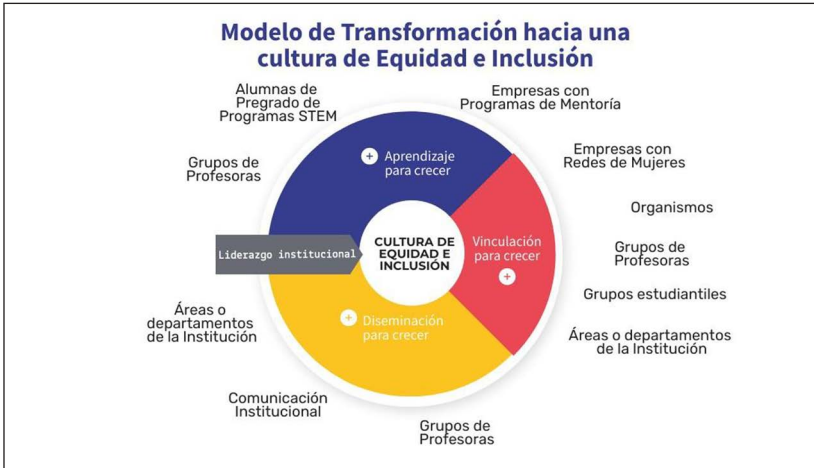 Modelo de Transformación hacia una
cultura de Equidad e Inclusión
Alumnas de
Pregrado de
Programas STEM
Empresas con
Programas de Mentoría
Grupos de
Profesoras
Aprendizaje
para crecer
Empresas con
Redes de Mujeres
Organismos
Liderazgo institucional
CULTURA DE
EQUIDAD E
INCLUSIÓN
Vinculación
para crecer
Grupos de
Profesoras
Grupos estudiantiles
Áreas o
departamentos
de la Institución
Diseminación
para crecer
Áreas o departamentos
de la Institución
Comunicación
Institucional
Grupos de
Profesoras